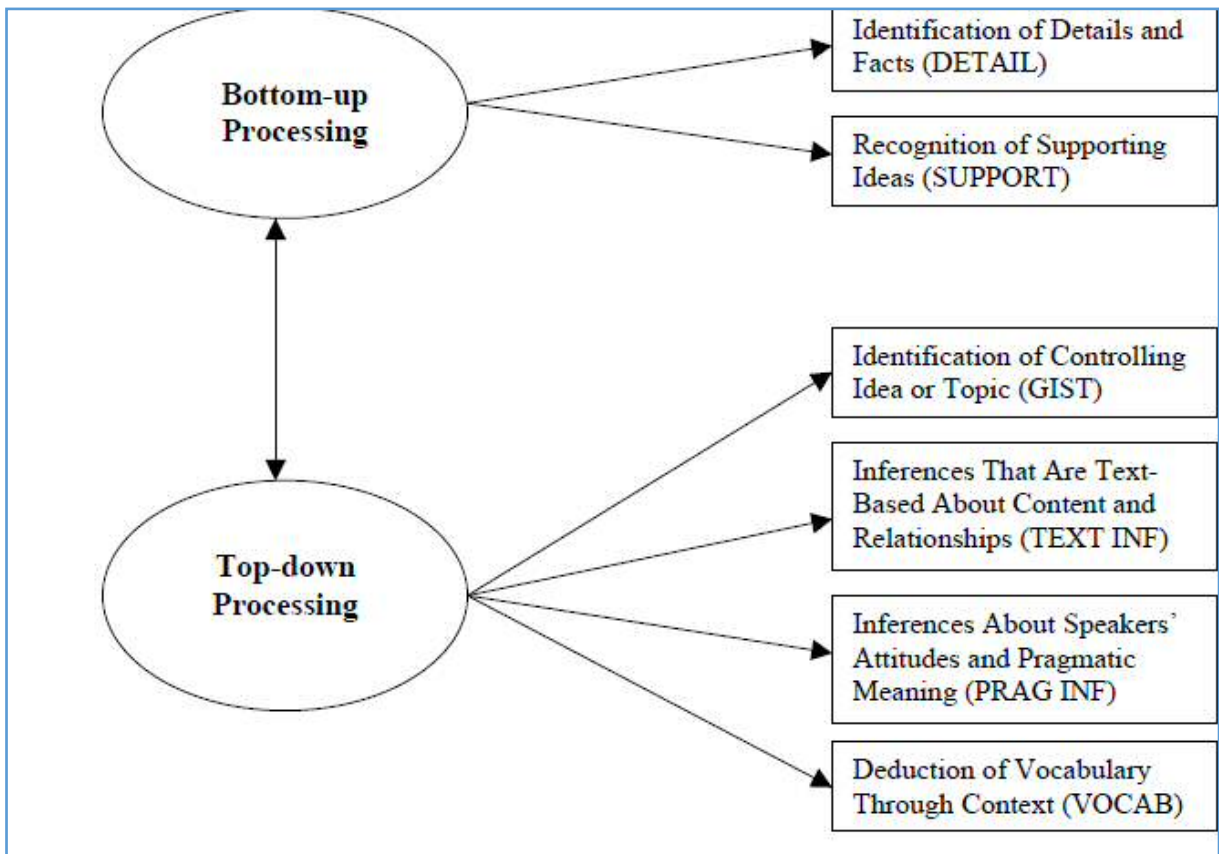 Identification of Details and
Facts (DETAIL)
Bottom-up
Processing
Recognition of Supporting
Ideas (SUPPORT)
Identification of Controlling
Idea or Topic (GIST)
Inferences That Are Text-
Based About Content and
Relationships (TEXT INF)
Top-down
Processing
Inferences About Speakers’
Attitudes and Pragmatic
Meaning (PRAG INF)
Deduction of Vocabulary
Through Context (VOCAB)